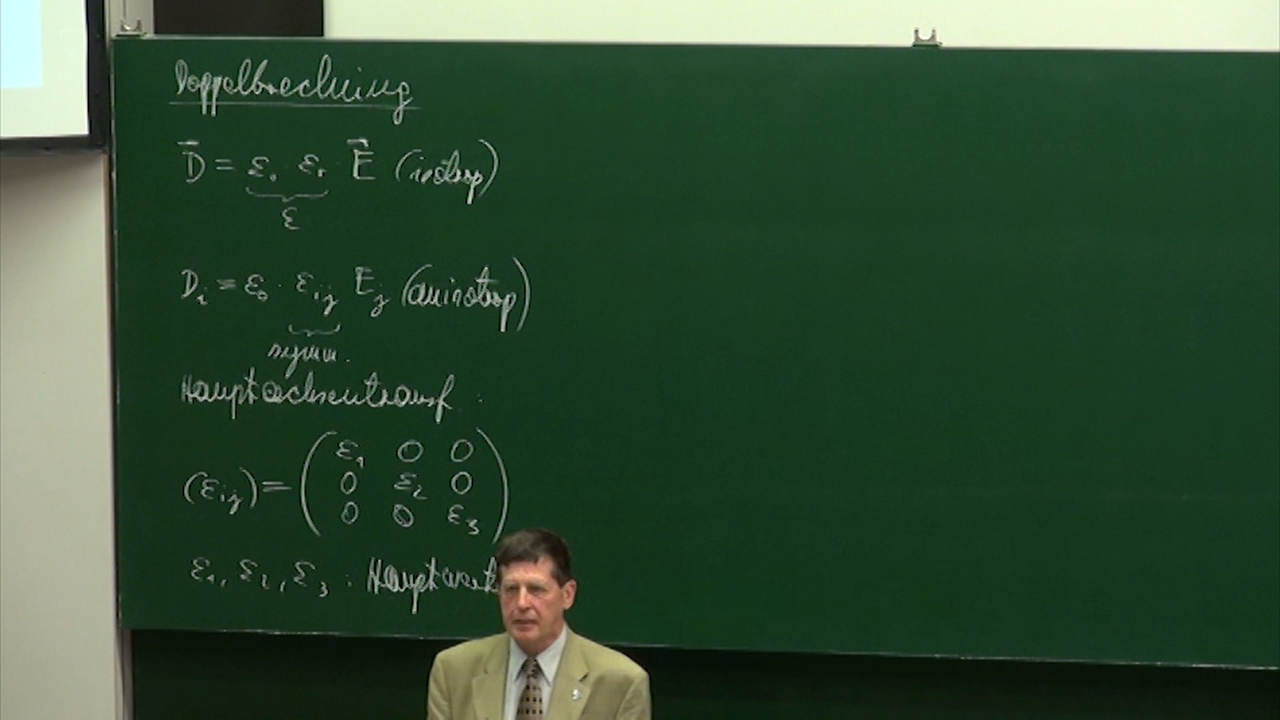 Doppelbrechung
D⃗ = ε₀ · εᵣ · E⃗ (isotrop)
ε
Dᵢ = ε₀ · εᵢⱼ Eⱼ (anisotrop)
symm.
Hauptachsentransf.:
(εᵢⱼ) = ( ε₁ 0 0
0 ε₂ 0
0 0 ε₃ )
ε₁, ε₂, ε₃ :